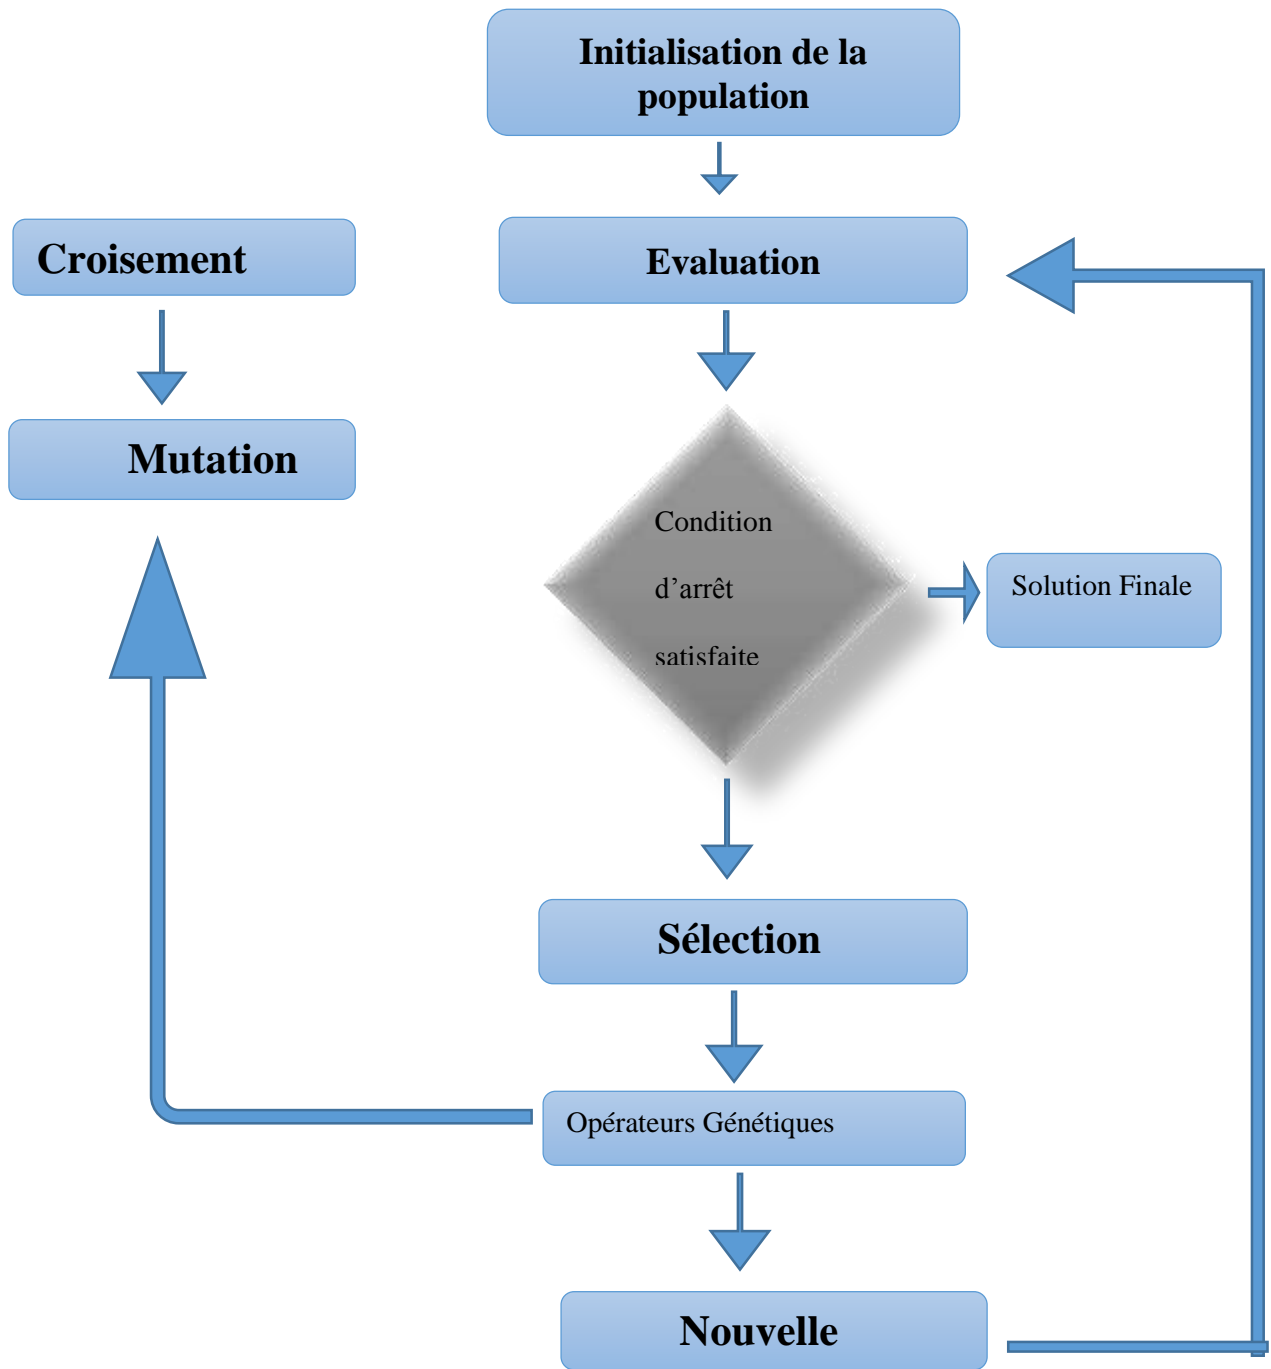 Initialisation de la
population
Croisement
Evaluation
Mutation
Condition
d’arrêt
satisfaite
Solution Finale
Sélection
Opérateurs Génétiques
Nouvelle